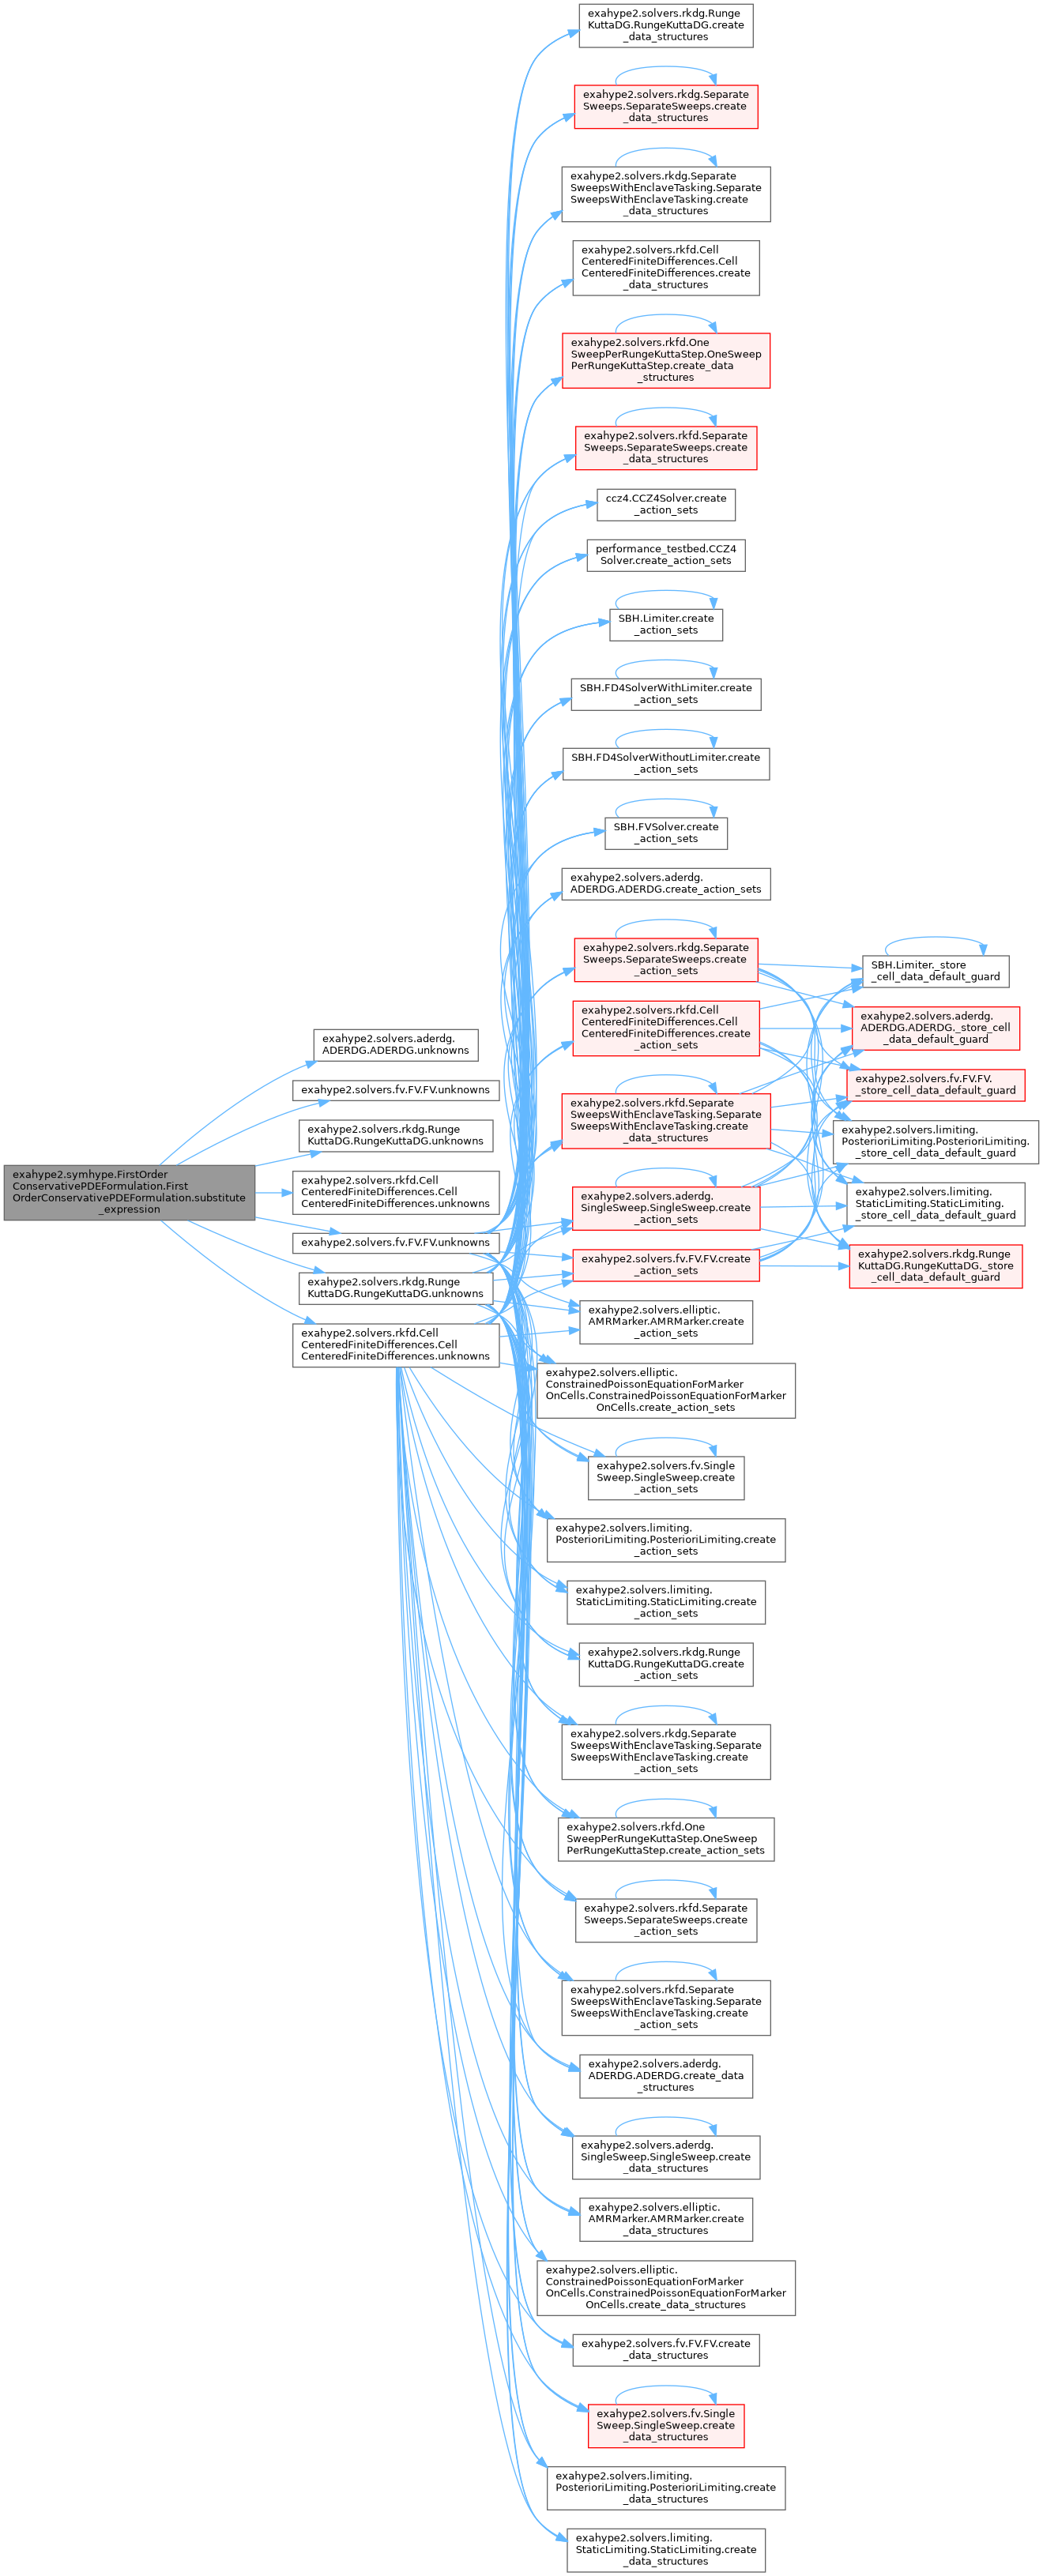 exahype2.symhype.FirstOrder
ConservativePDEFormulation.First
OrderConservativePDEFormulation.substitute
_expression
exahype2.solvers.aderdg.
ADERDG.ADERDG.unknowns
exahype2.solvers.fv.FV.FV.unknowns
exahype2.solvers.rkdg.Runge
KuttaDG.RungeKuttaDG.unknowns
exahype2.solvers.rkfd.Cell
CenteredFiniteDifferences.Cell
CenteredFiniteDifferences.unknowns
exahype2.solvers.fv.FV.FV.unknowns
exahype2.solvers.rkdg.Runge
KuttaDG.RungeKuttaDG.unknowns
exahype2.solvers.rkfd.Cell
CenteredFiniteDifferences.Cell
CenteredFiniteDifferences.unknowns
exahype2.solvers.rkdg.Runge
KuttaDG.RungeKuttaDG.create
_data_structures
exahype2.solvers.rkdg.Separate
Sweeps.SeparateSweeps.create
_data_structures
exahype2.solvers.rkdg.Separate
SweepsWithEnclaveTasking.Separate
SweepsWithEnclaveTasking.create
_data_structures
exahype2.solvers.rkfd.Cell
CenteredFiniteDifferences.Cell
CenteredFiniteDifferences.create
_data_structures
exahype2.solvers.rkfd.One
SweepPerRungeKuttaStep.OneSweep
PerRungeKuttaStep.create_data
_structures
exahype2.solvers.rkfd.Separate
Sweeps.SeparateSweeps.create
_data_structures
ccz4.CCZ4Solver.create
_action_sets
performance_testbed.CCZ4
Solver.create_action_sets
SBH.Limiter.create
_action_sets
SBH.FD4SolverWithLimiter.create
_action_sets
SBH.FD4SolverWithoutLimiter.create
_action_sets
SBH.FVSolver.create
_action_sets
exahype2.solvers.aderdg.
ADERDG.ADERDG.create_action_sets
exahype2.solvers.rkdg.Separate
Sweeps.SeparateSweeps.create
_action_sets
exahype2.solvers.rkfd.Cell
CenteredFiniteDifferences.Cell
CenteredFiniteDifferences.create
_action_sets
exahype2.solvers.rkfd.Separate
SweepsWithEnclaveTasking.Separate
SweepsWithEnclaveTasking.create
_data_structures
exahype2.solvers.aderdg.
SingleSweep.SingleSweep.create
_action_sets
exahype2.solvers.fv.FV.FV.create
_action_sets
exahype2.solvers.elliptic.
AMRMarker.AMRMarker.create
_action_sets
exahype2.solvers.elliptic.
ConstrainedPoissonEquationForMarker
OnCells.ConstrainedPoissonEquationForMarker
OnCells.create_action_sets
exahype2.solvers.fv.Single
Sweep.SingleSweep.create
_action_sets
exahype2.solvers.limiting.
PosterioriLimiting.PosterioriLimiting.create
_action_sets
exahype2.solvers.limiting.
StaticLimiting.StaticLimiting.create
_action_sets
exahype2.solvers.rkdg.Runge
KuttaDG.RungeKuttaDG.create
_action_sets
exahype2.solvers.rkdg.Separate
SweepsWithEnclaveTasking.Separate
SweepsWithEnclaveTasking.create
_action_sets
exahype2.solvers.rkfd.One
SweepPerRungeKuttaStep.OneSweep
PerRungeKuttaStep.create_action_sets
exahype2.solvers.rkfd.Separate
Sweeps.SeparateSweeps.create
_action_sets
exahype2.solvers.rkfd.Separate
SweepsWithEnclaveTasking.Separate
SweepsWithEnclaveTasking.create
_action_sets
exahype2.solvers.aderdg.
ADERDG.ADERDG.create_data
_structures
exahype2.solvers.aderdg.
SingleSweep.SingleSweep.create
_data_structures
exahype2.solvers.elliptic.
AMRMarker.AMRMarker.create
_data_structures
exahype2.solvers.elliptic.
ConstrainedPoissonEquationForMarker
OnCells.ConstrainedPoissonEquationForMarker
OnCells.create_data_structures
exahype2.solvers.fv.FV.FV.create
_data_structures
exahype2.solvers.fv.Single
Sweep.SingleSweep.create
_data_structures
exahype2.solvers.limiting.
PosterioriLimiting.PosterioriLimiting.create
_data_structures
exahype2.solvers.limiting.
StaticLimiting.StaticLimiting.create
_data_structures
SBH.Limiter._store
_cell_data_default_guard
exahype2.solvers.aderdg.
ADERDG.ADERDG._store_cell
_data_default_guard
exahype2.solvers.fv.FV.FV.
_store_cell_data_default_guard
exahype2.solvers.limiting.
PosterioriLimiting.PosterioriLimiting.
_store_cell_data_default_guard
exahype2.solvers.limiting.
StaticLimiting.StaticLimiting.
_store_cell_data_default_guard
exahype2.solvers.rkdg.Runge
KuttaDG.RungeKuttaDG._store
_cell_data_default_guard